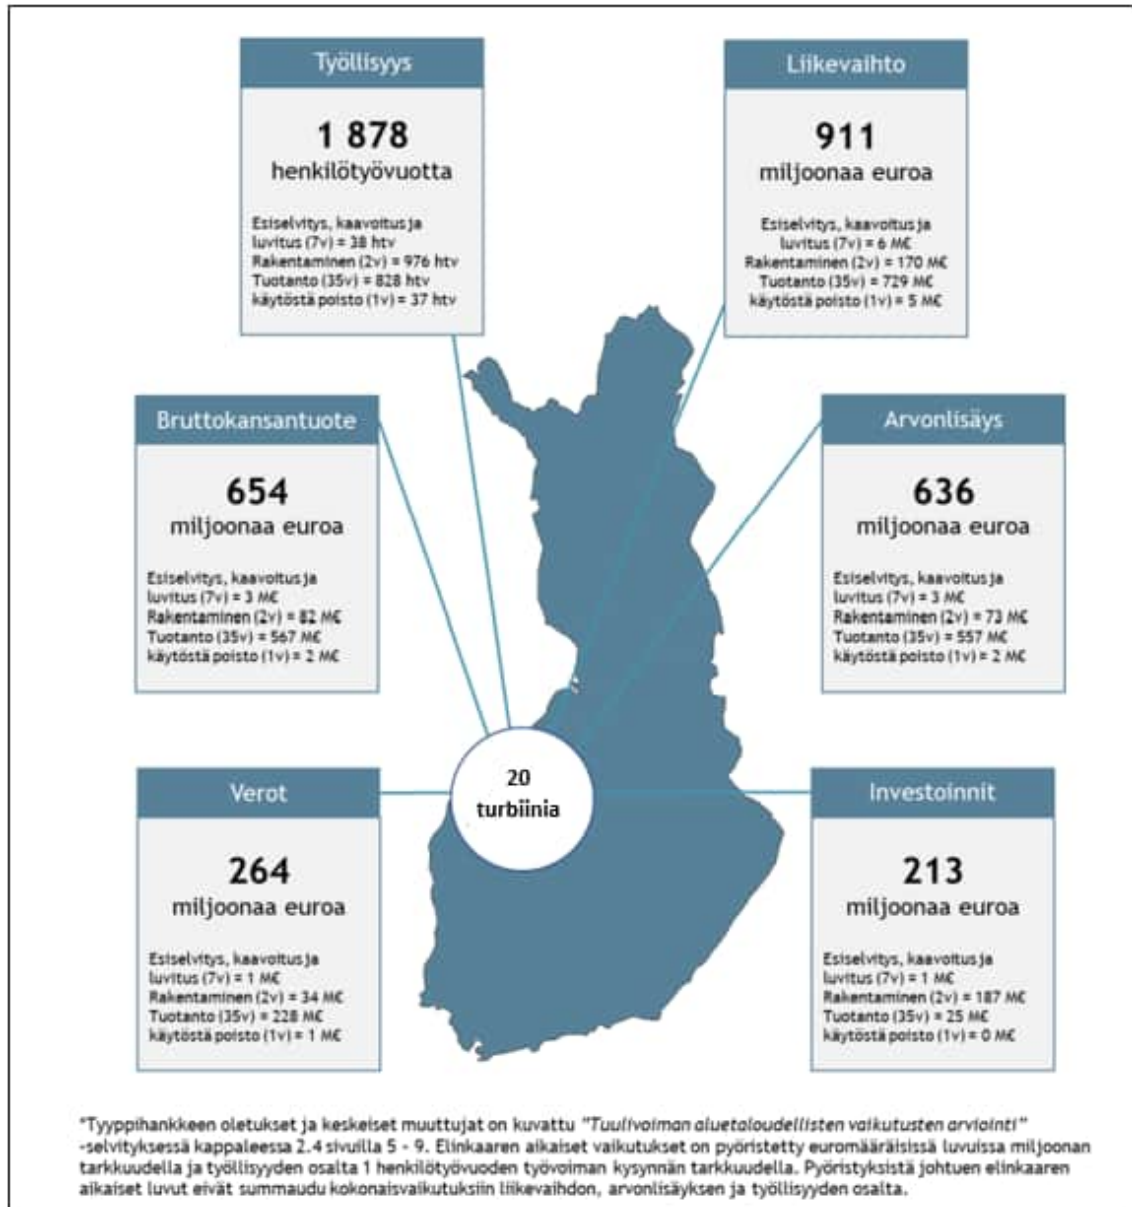 Työllisyys
1 878
henkilötyövuotta
Esiselvitys, kaavoitus ja
luvitus (7v) = 38 htv
Rakentaminen (2v) = 976 htv
Tuotanto (35v) = 828 htv
käytöstä poisto (1v) = 37 htv
Liikevaihto
911
miljoonaa euroa
Esiselvitys, kaavoitus ja
luvitus (7v) = 6 M€
Rakentaminen (2v) = 170 M€
Tuotanto (35v) = 729 M€
käytöstä poisto (1v) = 5 M€
Bruttokansantuote
654
miljoonaa euroa
Esiselvitys, kaavoitus ja
luvitus (7v) = 3 M€
Rakentaminen (2v) = 82 M€
Tuotanto (35v) = 567 M€
käytöstä poisto (1v) = 2 M€
Arvonlisäys
636
miljoonaa euroa
Esiselvitys, kaavoitus ja
luvitus (7v) = 3 M€
Rakentaminen (2v) = 73 M€
Tuotanto (35v) = 557 M€
käytöstä poisto (1v) = 2 M€
20
turbiinia
Verot
264
miljoonaa euroa
Esiselvitys, kaavoitus ja
luvitus (7v) = 1 M€
Rakentaminen (2v) = 34 M€
Tuotanto (35v) = 228 M€
käytöstä poisto (1v) = 1 M€
Investoinnit
213
miljoonaa euroa
Esiselvitys, kaavoitus ja
luvitus (7v) = 1 M€
Rakentaminen (2v) = 187 M€
Tuotanto (35v) = 25 M€
käytöstä poisto (1v) = 0 M€
*Tyyppihankkeen oletukset ja keskeiset muuttujat on kuvattu "Tuulivoiman aluetaloudellisten vaikutusten arviointi"
-selvityksessä kappaleessa 2.4 sivuilla 5 - 9. Elinkaaren aikaiset vaikutukset on pyöristetty euromääräisissä luvuissa miljoonan
tarkkuudella ja työllisyyden osalta 1 henkilötyövuoden työvoiman kysynnän tarkkuudella. Pyöristyksistä johtuen elinkaaren
aikaiset luvut eivät summaudu kokonaisvaikutuksiin liikevaihdon, arvonlisäyksen ja työllisyyden osalta.